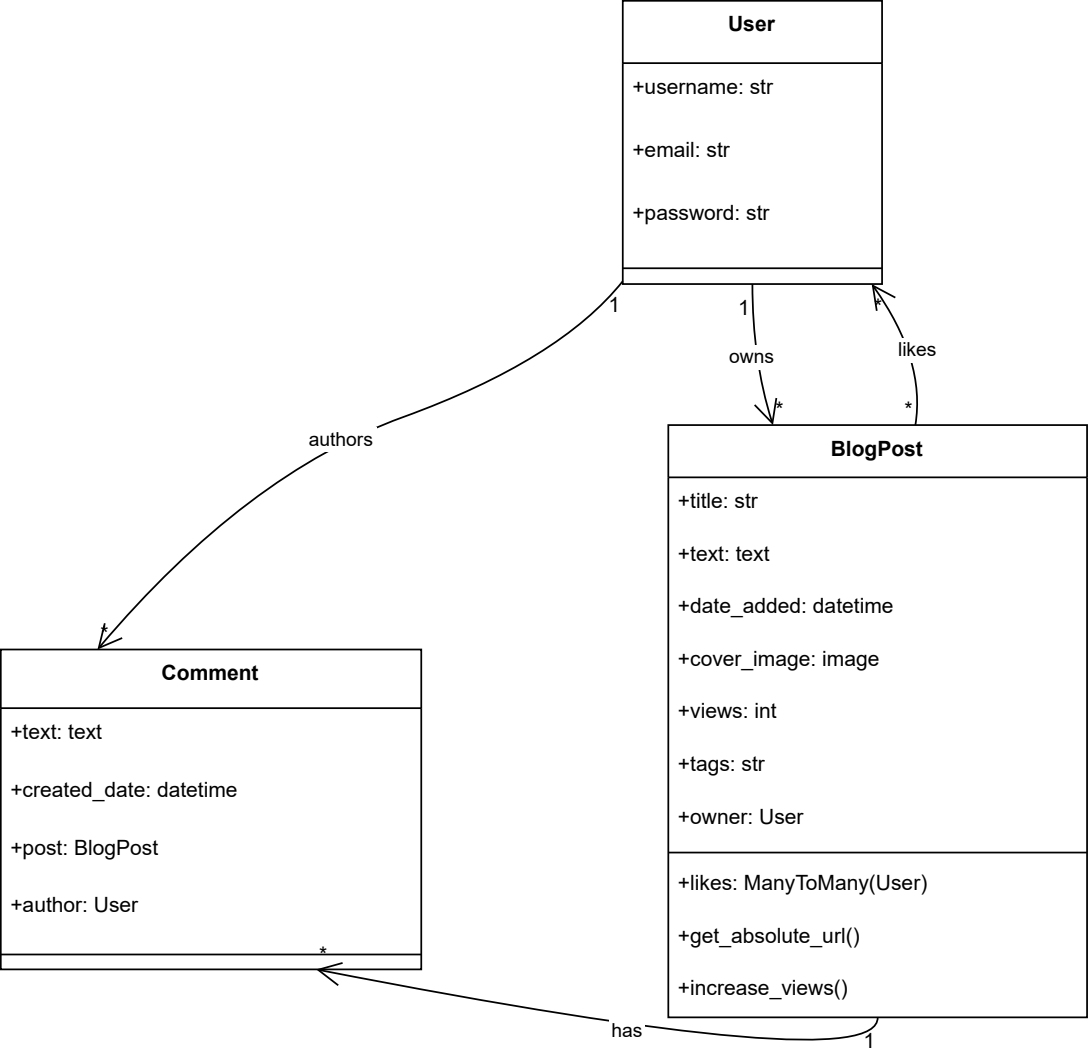 User
+username: str
+email: str
+password: str
1
1
*
owns
likes
*
*
authors
*
BlogPost
+title: str
+text: text
+date_added: datetime
+cover_image: image
+views: int
+tags: str
+owner: User
+likes: ManyToMany(User)
+get_absolute_url()
+increase_views()
Comment
+text: text
+created_date: datetime
+post: BlogPost
+author: User
*
has
1